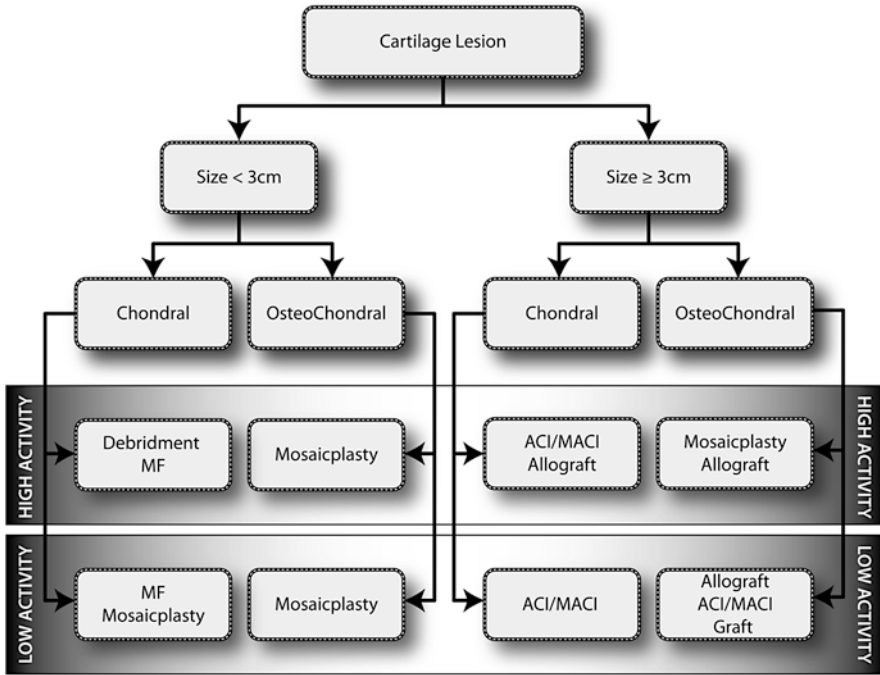 Cartilage Lesion
Size < 3cm
Size ≥ 3cm
Chondral
OsteoChondral
Chondral
OsteoChondral
HIGH ACTIVITY
Debridment
MF
Mosaicplasty
ACI/MACI
Allograft
Mosaicplasty
Allograft
HIGH ACTIVITY
LOW ACTIVITY
MF
Mosaicplasty
Mosaicplasty
ACI/MACI
Allograft
ACI/MACI
Graft
LOW ACTIVITY